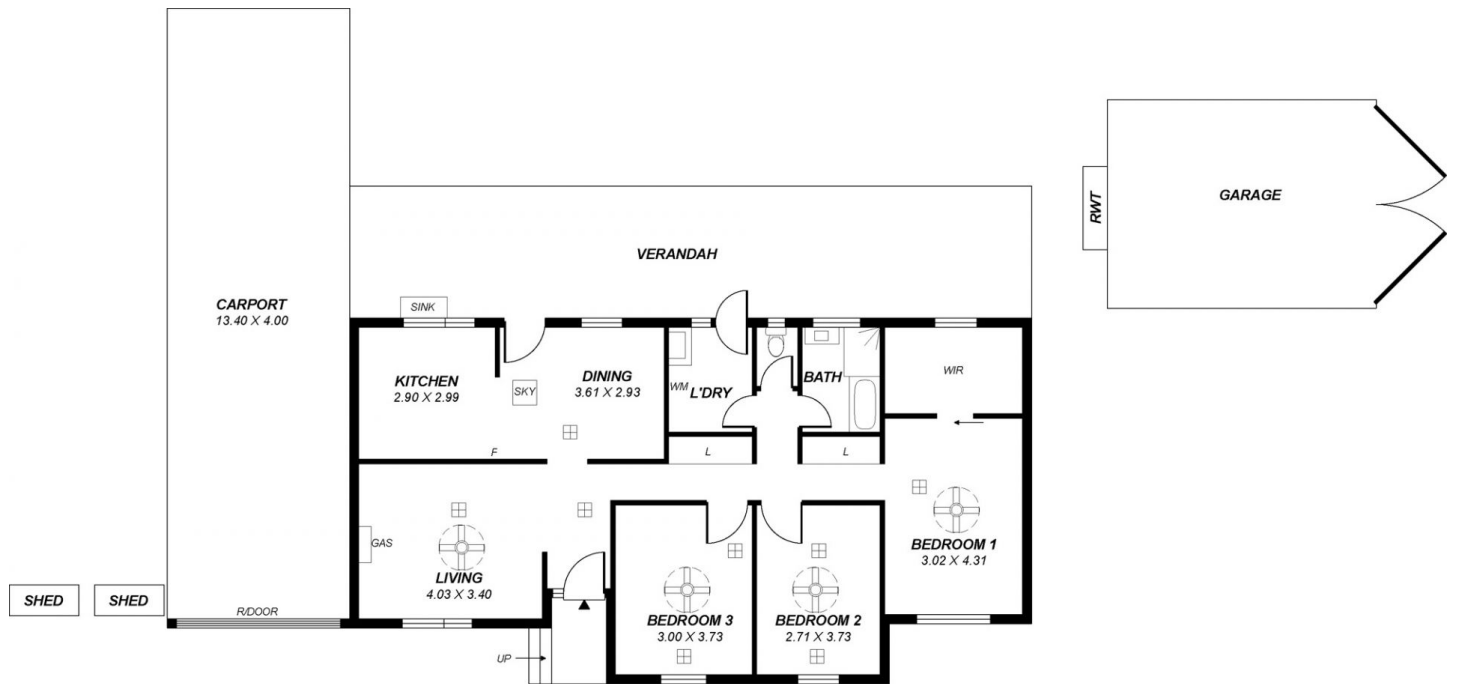 GARAGE
RWT
VERANDAH
CARPORT
13.40 X 4.00
SINK
KITCHEN
2.90 X 2.99
SKY
DINING
3.61 X 2.93
F
WM
L'DRY
BATH
WIR
L
L
GAS
LIVING
4.03 X 3.40
BEDROOM 1
3.02 X 4.31
SHED
SHED
R/DOOR
BEDROOM 3
3.00 X 3.73
BEDROOM 2
2.71 X 3.73
UP